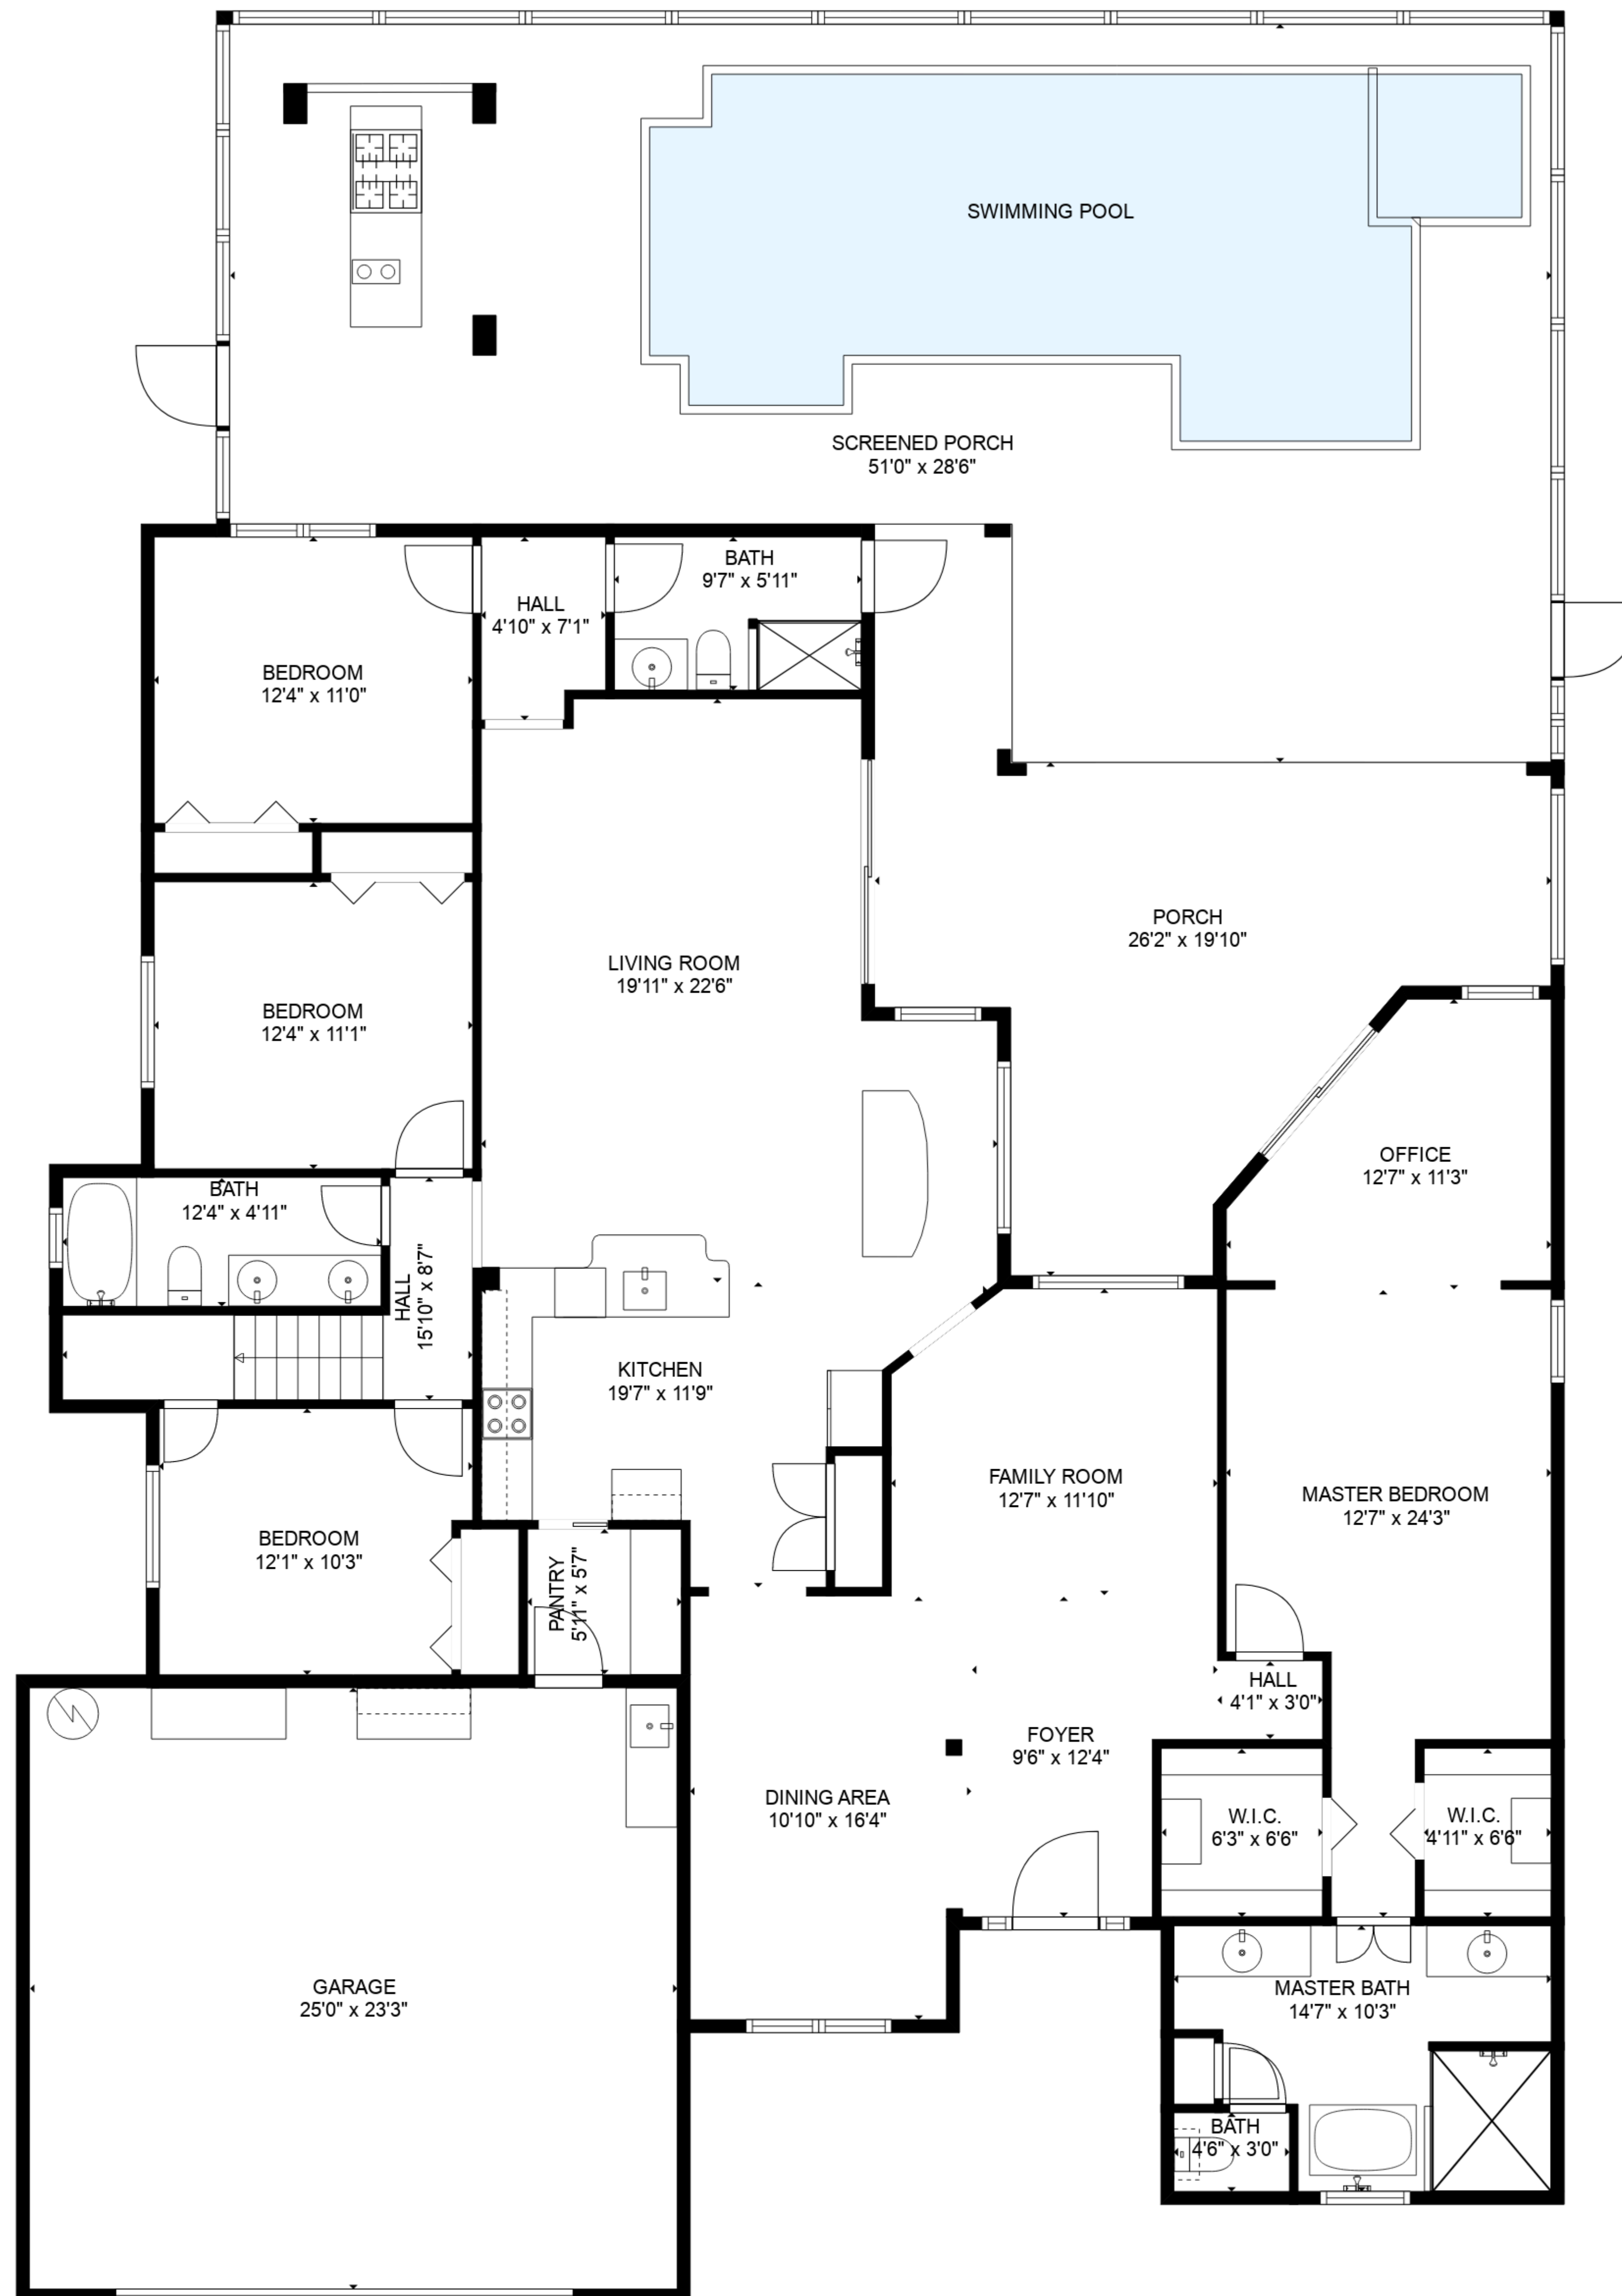 SWIMMING POOL
SCREENED PORCH
51'0" x 28'6"
BATH
9'7" x 5'11"
HALL
4'10" x 7'1"
BEDROOM
12'4" x 11'0"
PORCH
26'2" x 19'10"
LIVING ROOM
19'11" x 22'6"
BEDROOM
12'4" x 11'1"
OFFICE
12'7" x 11'3"
BATH
12'4" x 4'11"
HALL
15'10" x 8'7"
KITCHEN
19'7" x 11'9"
FAMILY ROOM
12'7" x 11'10"
MASTER BEDROOM
12'7" x 24'3"
BEDROOM
12'1" x 10'3"
PANTRY
5'11" x 5'7"
HALL
4'1" x 3'0"
FOYER
9'6" x 12'4"
DINING AREA
10'10" x 16'4"
W.I.C.
6'3" x 6'6"
W.I.C.
4'11" x 6'6"
GARAGE
25'0" x 23'3"
MASTER BATH
14'7" x 10'3"
BATH
4'6" x 3'0"